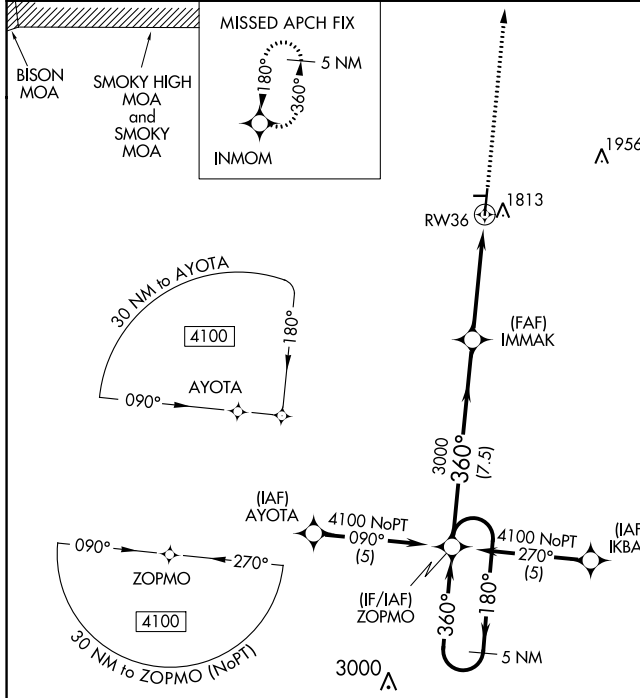 MISSED APCH FIX
BISON
MOA
SMOKY HIGH
MOA
and
SMOKY
MOA
180°
360°
5 NM
INMOM
1956
RW36
1813
30 NM to AYOTA
4100
180°
AYOTA
090°
(FAF)
IMMAK
3000
360°
(7.5)
(IAF)
AYOTA
4100 NoPT
090°
(5)
4100 NoPT
270°
(5)
(IAF
IKBA
090°
270°
ZOPMO
4100
30 NM to ZOPMO (NoPT)
(IF/IAF)
ZOPMO
360°
180°
5 NM
3000